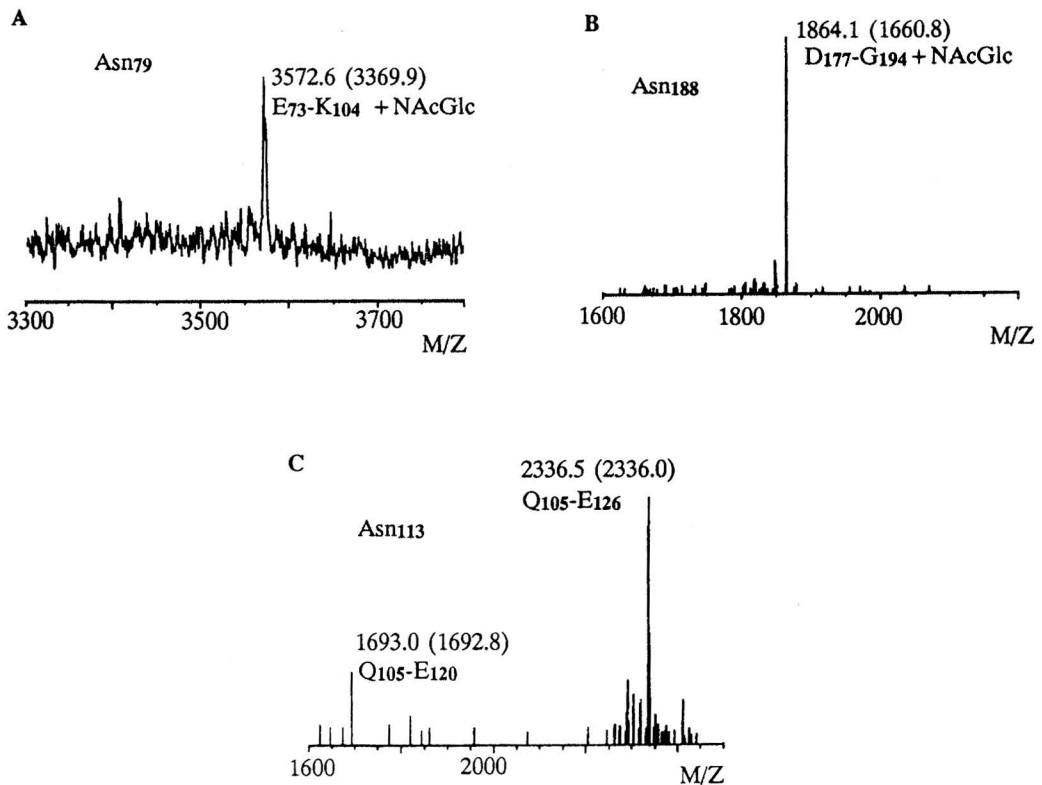 A
Asn79
3572.6 (3369.9)
E73-K104 + NAcGlc
3300 3500 3700
M/Z
B
1864.1 (1660.8)
D177-G194 + NAcGlc
Asn188
1600 1800 2000
M/Z
C
2336.5 (2336.0)
Q105-E126
Asn113
1693.0 (1692.8)
Q105-E120
1600 2000
M/Z